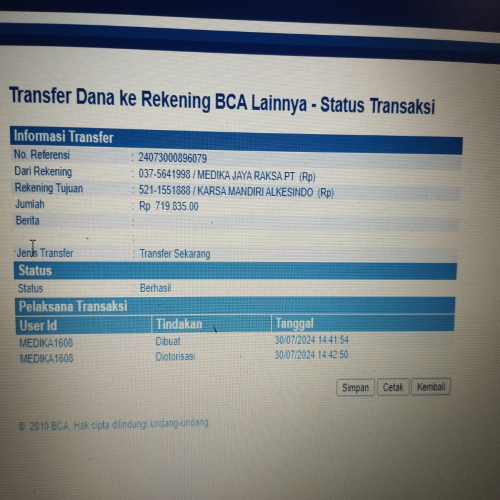 Transfer Dana ke Rekening BCA Lainnya - Status Transaksi
Informasi Transfer
No. Referensi : 24073000896079
Dari Rekening : 037-5641998 / MEDIKA JAYA RAKSA PT (Rp)
Rekening Tujuan : 521-1551888 / KARSA MANDIRI ALKESINDO (Rp)
Jumlah : Rp 719,835.00
Berita :
:
Jenis Transfer : Transfer Sekarang
Status
Status : Berhasil
Pelaksana Transaksi
User Id Tindakan Tanggal
MEDIKA1608 Dibuat 30/07/2024 14:41:54
MEDIKA1608 Diotorisasi 30/07/2024 14:42:50
Simpan Cetak Kembali
© 2010 BCA. Hak cipta dilindungi undang-undang